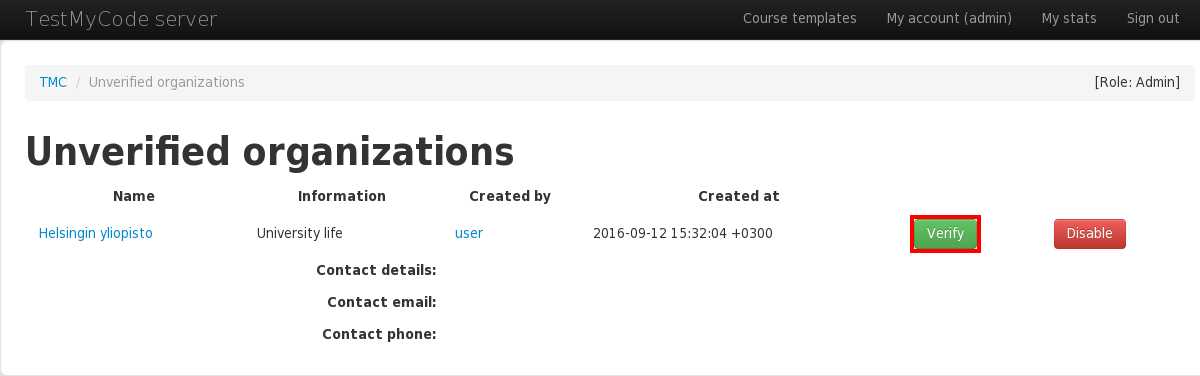 TestMyCode server Course templates My account (admin) My stats Sign out
TMC / Unverified organizations [Role: Admin]
Unverified organizations
Name Information Created by Created at
Helsingin yliopisto University life user 2016-09-12 15:32:04 +0300 Verify Disable
Contact details:
Contact email:
Contact phone: